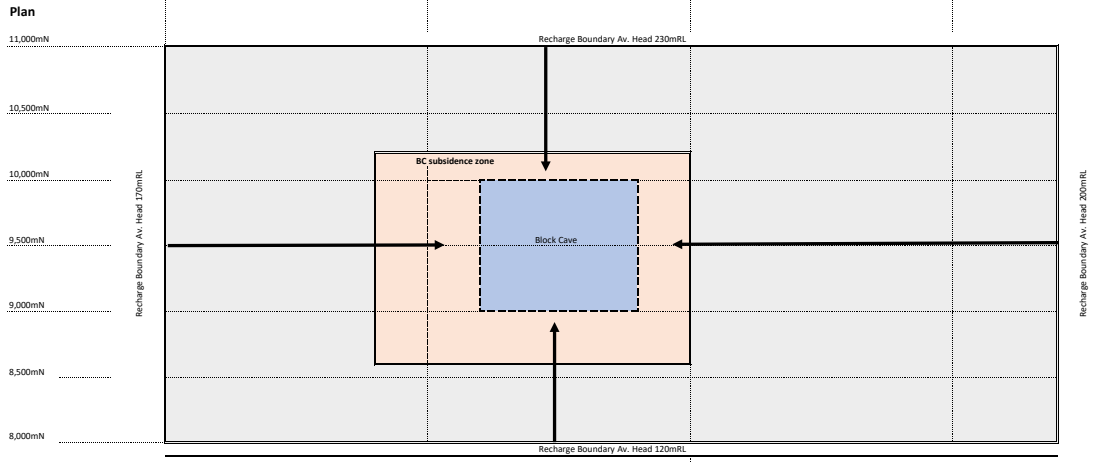 Plan
11,000mN
Recharge Boundary Av. Head 230mRL
10,500mN
BC subsidence zone
10,000mN
Recharge Boundary Av. Head 170mRL
Recharge Boundary Av. Head 200mRL
9,500mN
Block Cave
9,000mN
8,500mN
8,000mN
Recharge Boundary Av. Head 120mRL